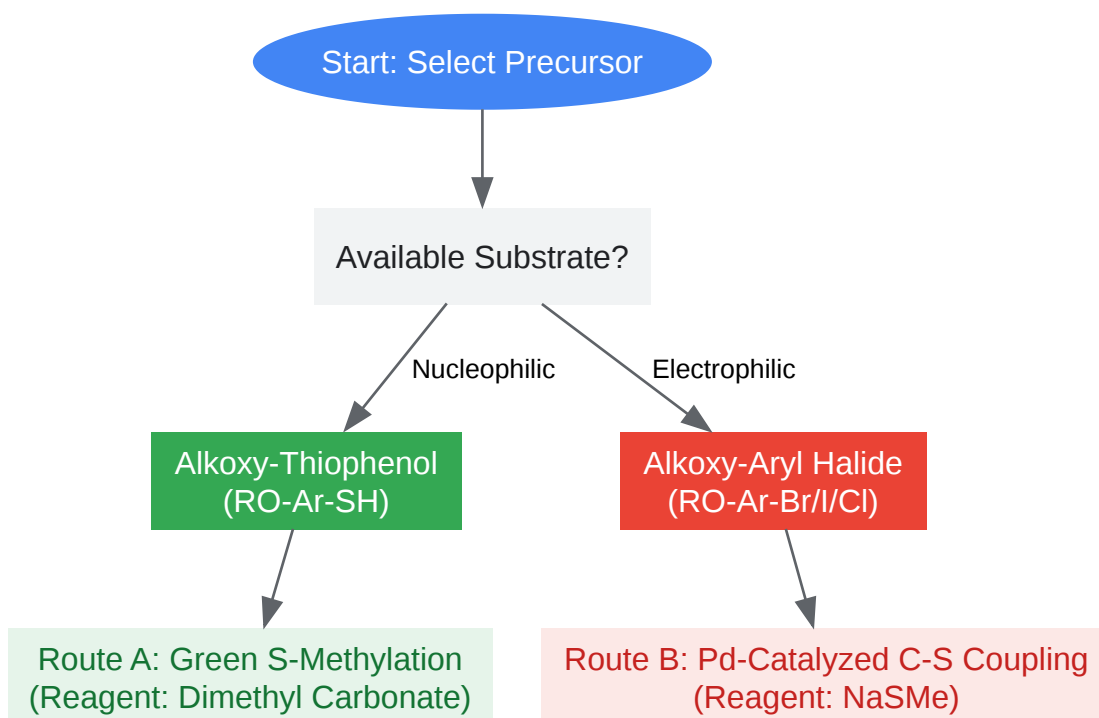 Start: Select Precursor
Available Substrate?
Nucleophilic
Electrophilic
Alkoxy-Thiophenol
(RO-Ar-SH)
Alkoxy-Aryl Halide
(RO-Ar-Br/I/Cl)
Route A: Green S-Methylation
(Reagent: Dimethyl Carbonate)
Route B: Pd-Catalyzed C-S Coupling
(Reagent: NaSMe)